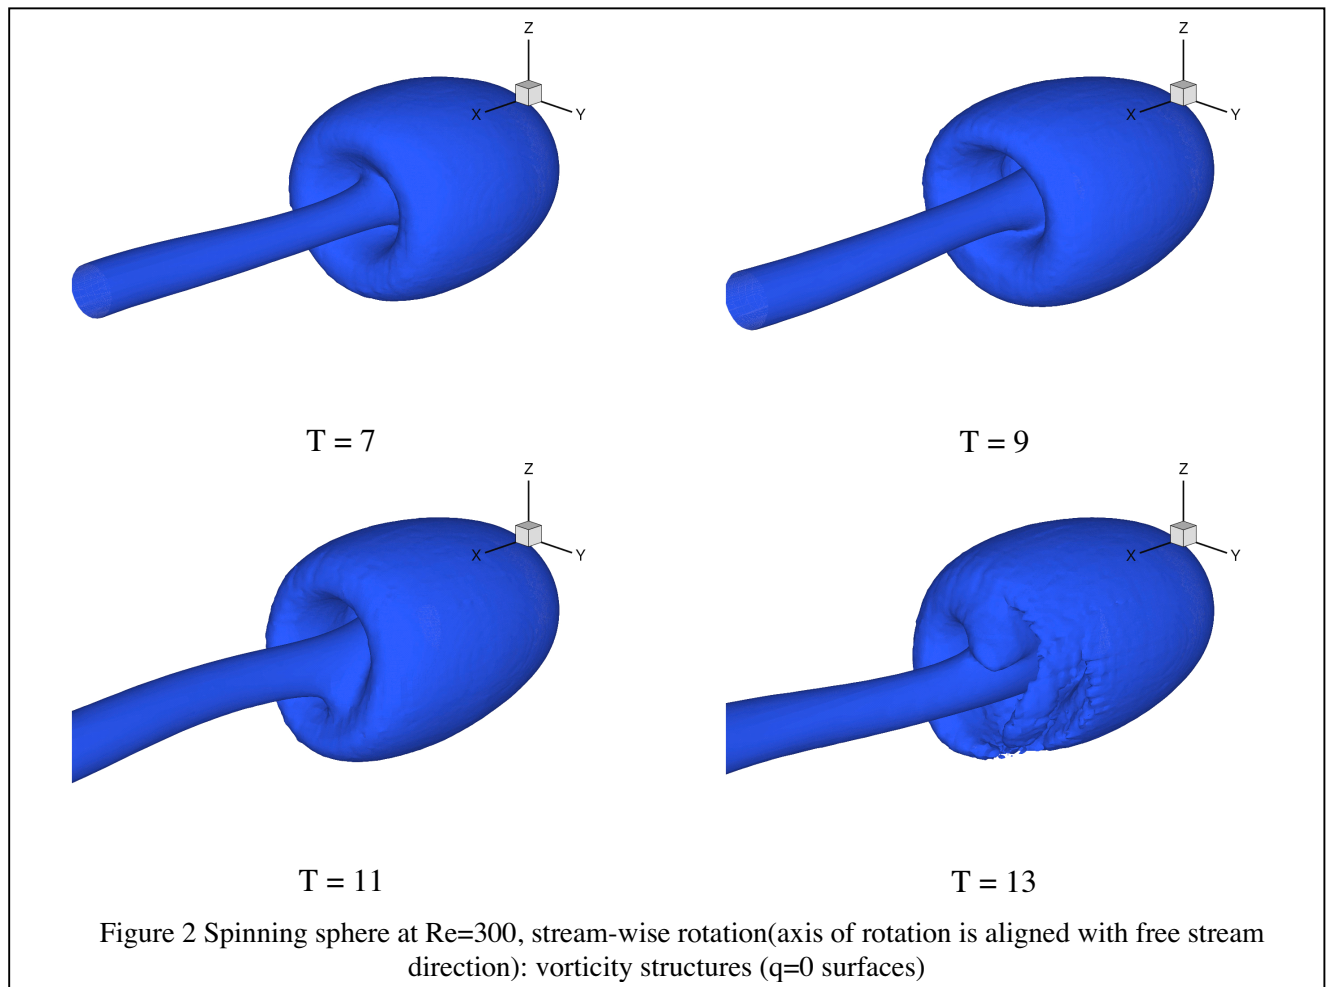 Z
X
Y
Z
X
Y
T = 7
T = 9
Z
X
Y
Z
X
Y
T = 11
T = 13
Figure 2 Spinning sphere at Re=300, stream-wise rotation(axis of rotation is aligned with free stream
direction): vorticity structures (q=0 surfaces)